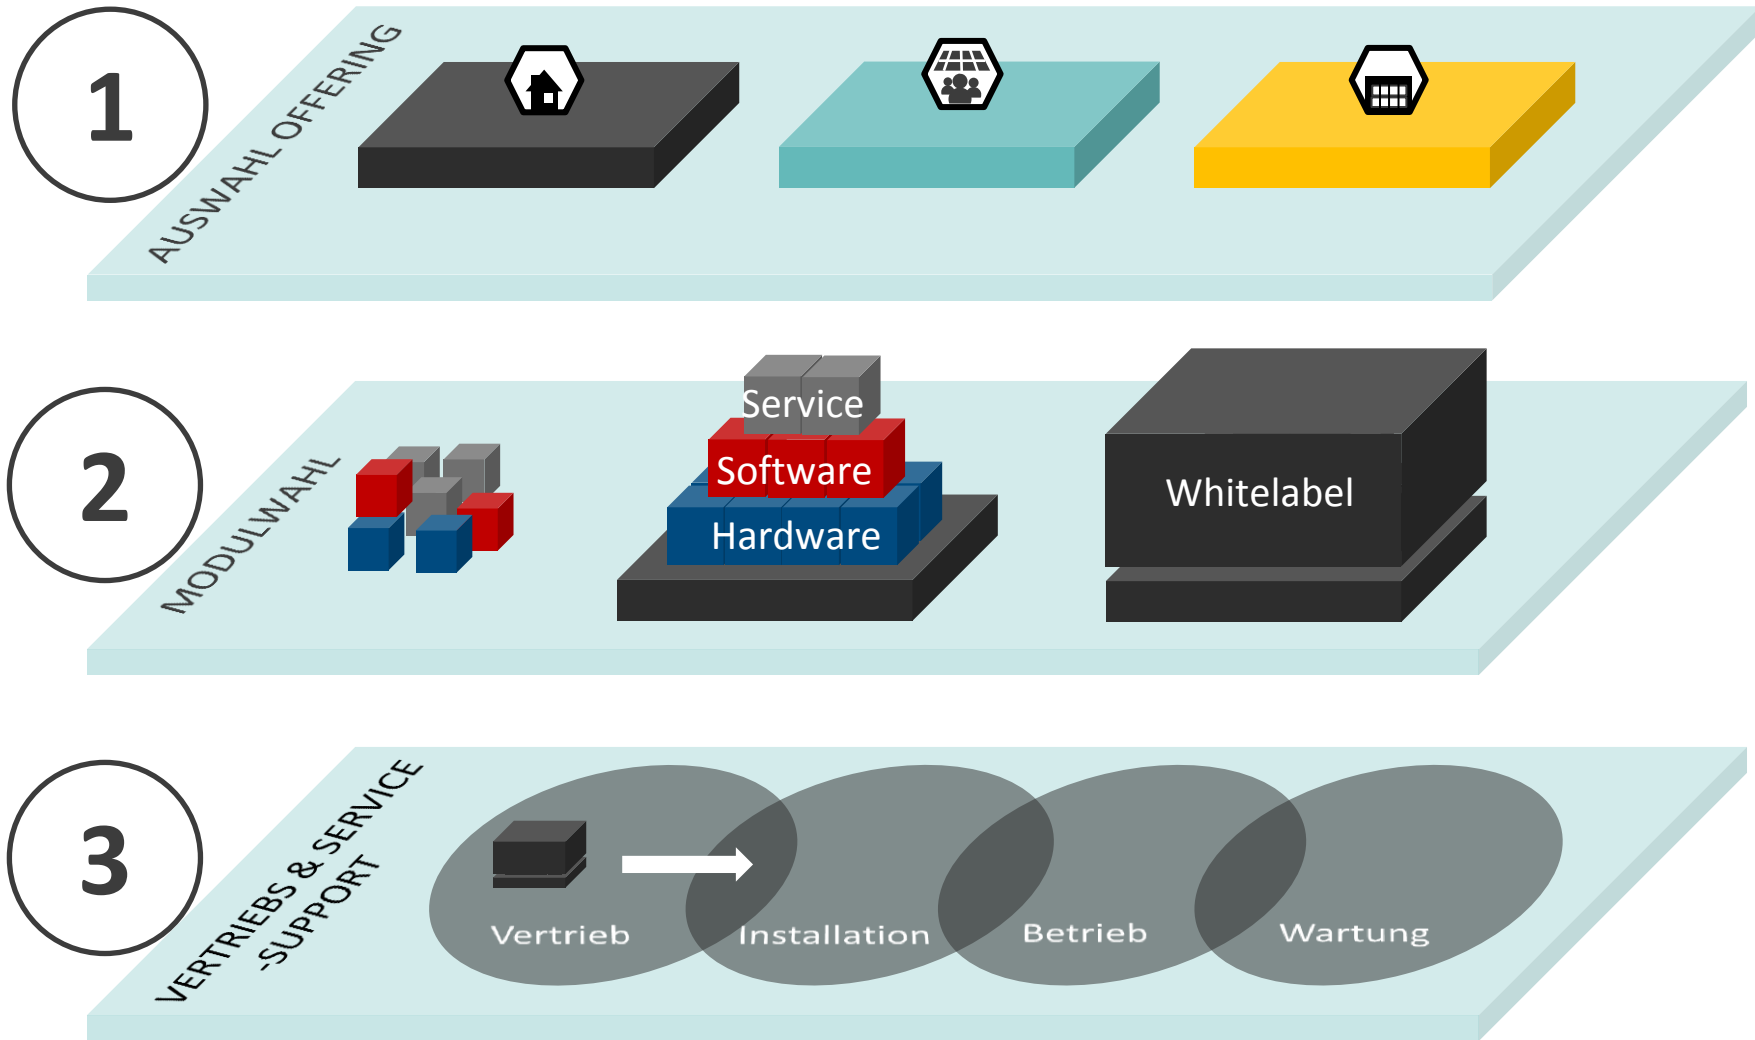 1
AUSWAHL OFFERING
2
MODULWAHL
Service
Software
Hardware
Whitelabel
3
VERTRIEBS & SERVICE
-SUPPORT
Vertrieb
Installation
Betrieb
Wartung